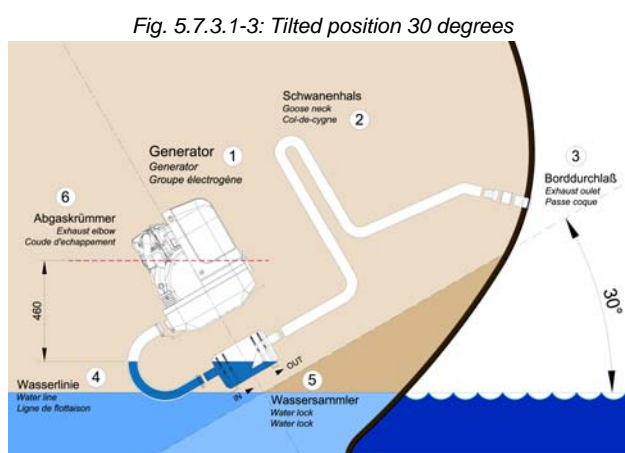 Fig. 5.7.3.1-3: Tilted position 30 degrees
Schwanenhals
Goose neck
Col-de-cygne
2
Generator
Generator
Groupe électrogène
1
3
Borddurchlaß
Exhaust oulet
Passe coque
6
Abgaskrümmer
Exhaust elbow
Coude d'echappement
460
30°
4
Wasserlinie
Water line
Ligne de flottaison
IN
OUT
5
Wassersammler
Water lock
Water lock